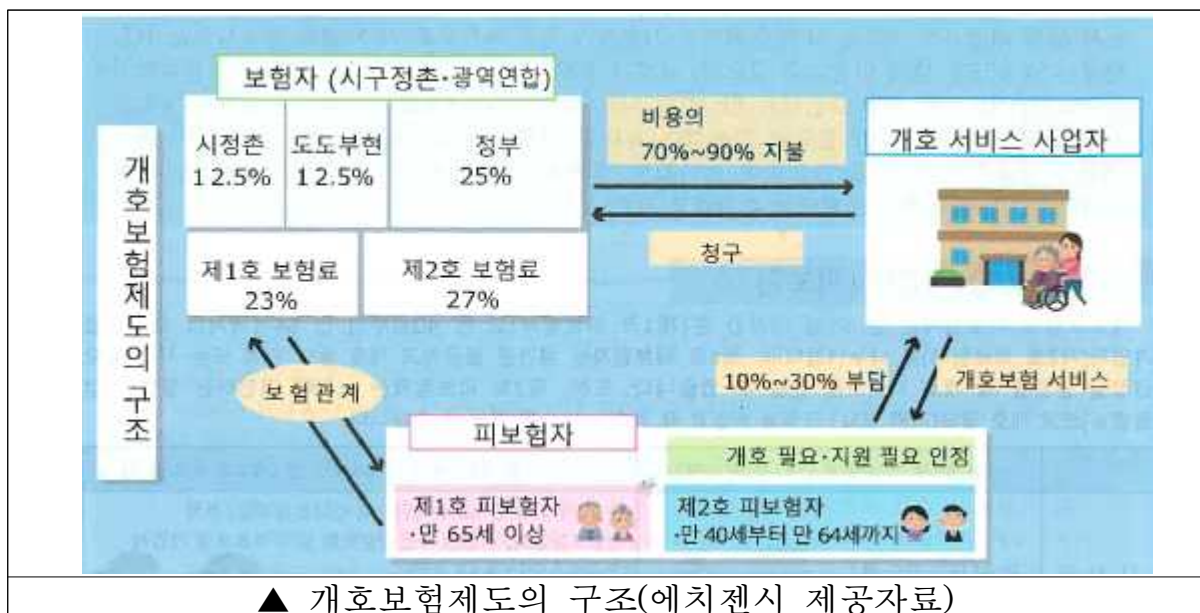 개호보험제도의 구조
보험자 (시구정촌·광역연합)
시정촌
12.5%
도도부현
12.5%
정부
25%
제1호 보험료
23%
제2호 보험료
27%
비용의
70%~90% 지불
청구
개호 서비스 사업자
보험관계
10%~30% 부담
개호보험 서비스
피보험자
개호 필요·지원 필요 인정
제1호 피보험자
·만 65세 이상
제2호 피보험자
·만 40세부터 만 64세까지
▲ 개호보험제도의 구조(에치젠시 제공자료)